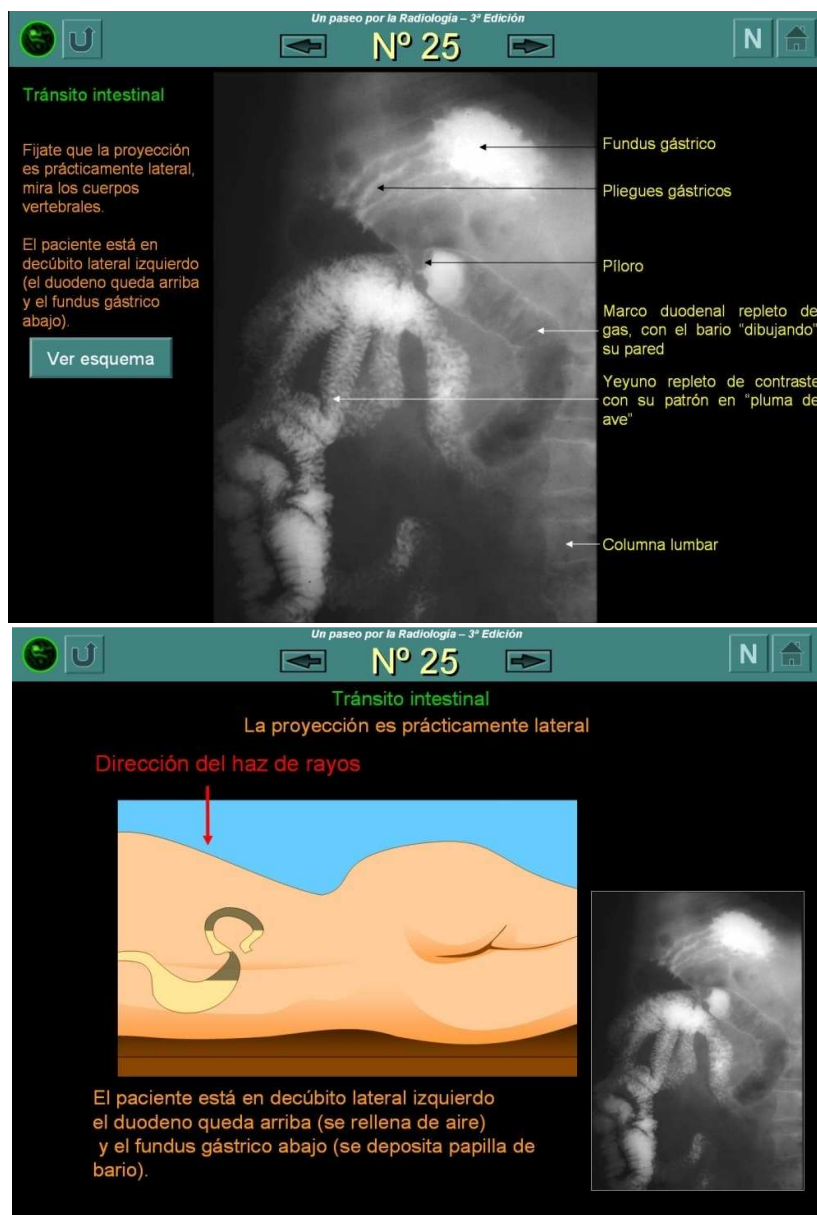 Un paseo por la Radiología – 3ª Edición
Nº 25
N
Tránsito intestinal
Fijate que la proyección
es prácticamente lateral,
mira los cuerpos
vertebrales.
El paciente está en
decúbito lateral izquierdo
(el duodeno queda arriba
y el fundus gástrico
abajo).
Ver esquema
Fundus gástrico
Pliegues gástricos
Píloro
Marco duodenal repleto de
gas, con el bario "dibujando"
su pared
Yeyuno repleto de contraste
con su patrón en "pluma de
ave"
Columna lumbar
Un paseo por la Radiología – 3ª Edición
Nº 25
N
Tránsito intestinal
La proyección es prácticamente lateral
Dirección del haz de rayos
El paciente está en decúbito lateral izquierdo
el duodeno queda arriba (se rellena de aire)
y el fundus gástrico abajo (se deposita papilla de
bario).